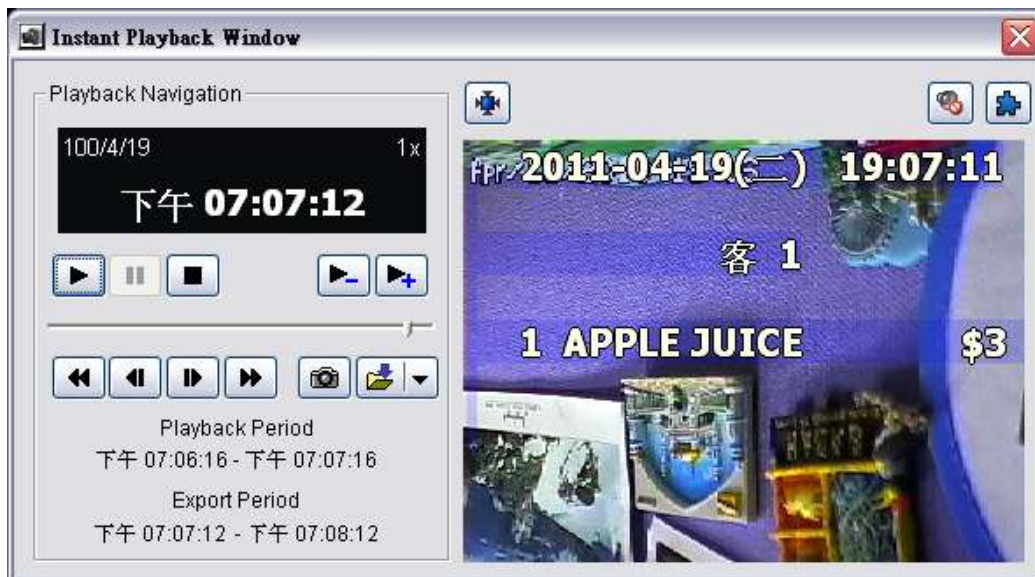 Instant Playback Window
Playback Navigation
100/4/19 1x
下午 07:07:12
Playback Period
下午 07:06:16 - 下午 07:07:16
Export Period
下午 07:07:12 - 下午 07:08:12
2011-04-19(二) 19:07:11
客 1
1 APPLE JUICE $3